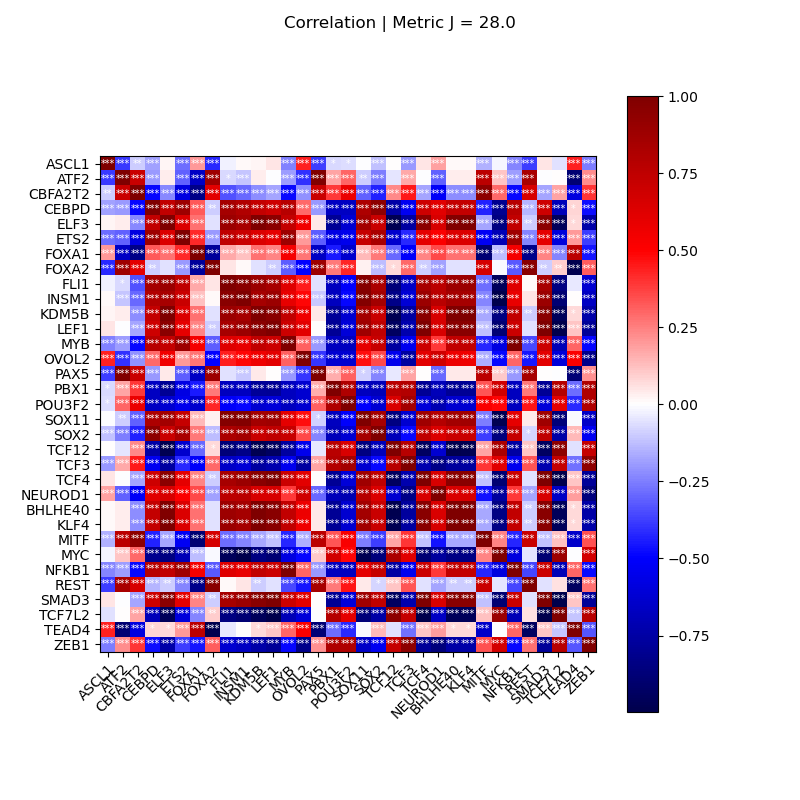 Correlation | Metric J = 28.0
ASCL1
ATF2
CBFA2T2
CEBPD
ELF3
ETS2
FOXA1
FOXA2
FLI1
INSM1
KDM5B
LEF1
MYB
OVOL2
PAX5
PBX1
POU3F2
SOX11
SOX2
TCF12
TCF3
TCF4
NEUROD1
BHLHE40
KLF4
MITF
MYC
NFKB1
REST
SMAD3
TCF7L2
TEAD4
ZEB1
ASCL1
ATF2
CBFA2T2
CEBPD
ELF3
ETS2
FOXA1
FOXA2
FLI1
INSM1
KDM5B
LEF1
MYB
OVOL2
PAX5
PBX1
POU3F2
SOX11
SOX2
TCF12
TCF3
TCF4
NEUROD1
BHLHE40
KLF4
MITF
MYC
NFKB1
REST
SMAD3
TCF7L2
TEAD4
ZEB1
1.00
0.75
0.50
0.25
0.00
−0.25
−0.50
−0.75